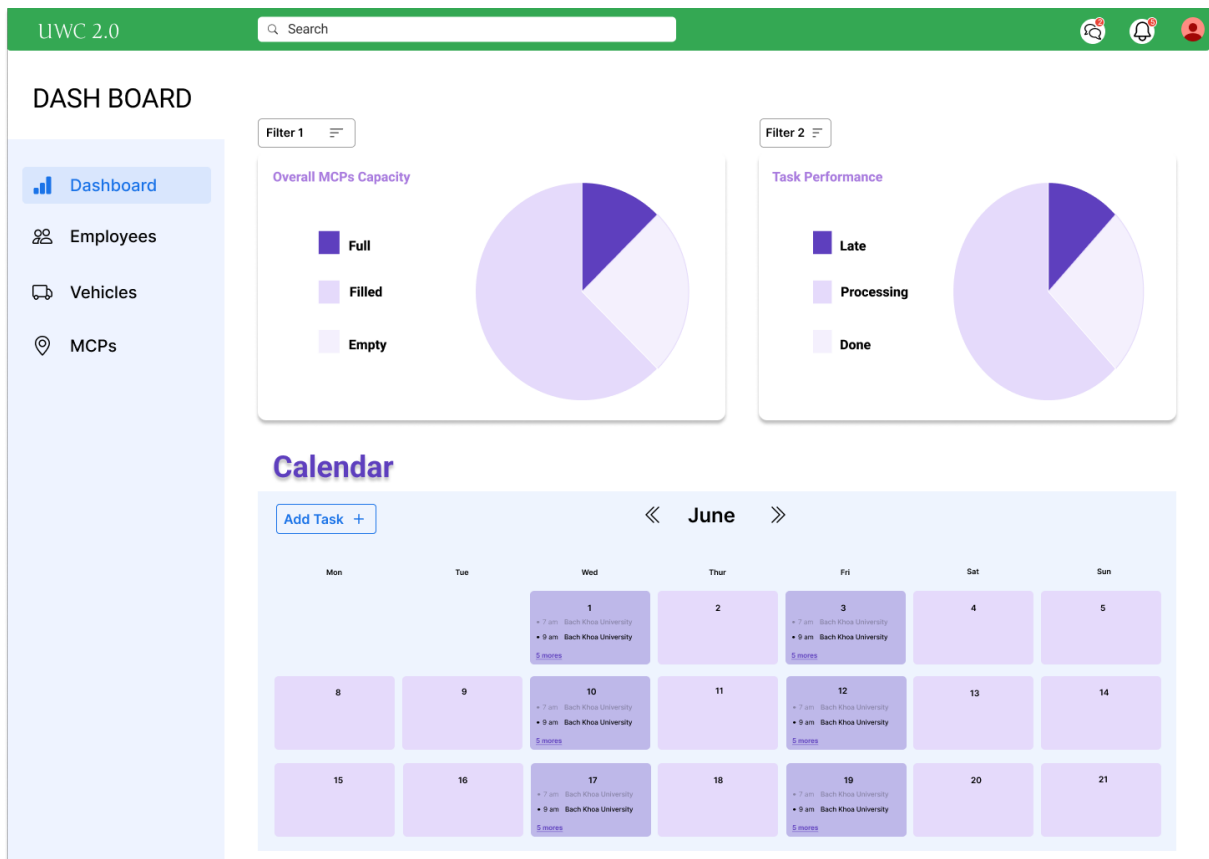 UWC 2.0
Search
2
5
DASH BOARD
Dashboard
Employees
Vehicles
MCPs
Filter 1
Overall MCPs Capacity
Full
Filled
Empty
Filter 2
Task Performance
Late
Processing
Done
Calendar
Add Task +
June
Mon Tue Wed Thur Fri Sat Sun
1 2 3 4 5
• 7 am Bach Khoa University • 7 am Bach Khoa University
• 9 am Bach Khoa University • 9 am Bach Khoa University
5 mores 5 mores
8 9 10 11 12 13 14
• 7 am Bach Khoa University • 7 am Bach Khoa University
• 9 am Bach Khoa University • 9 am Bach Khoa University
5 mores 5 mores
15 16 17 18 19 20 21
• 7 am Bach Khoa University • 7 am Bach Khoa University
• 9 am Bach Khoa University • 9 am Bach Khoa University
5 mores 5 mores